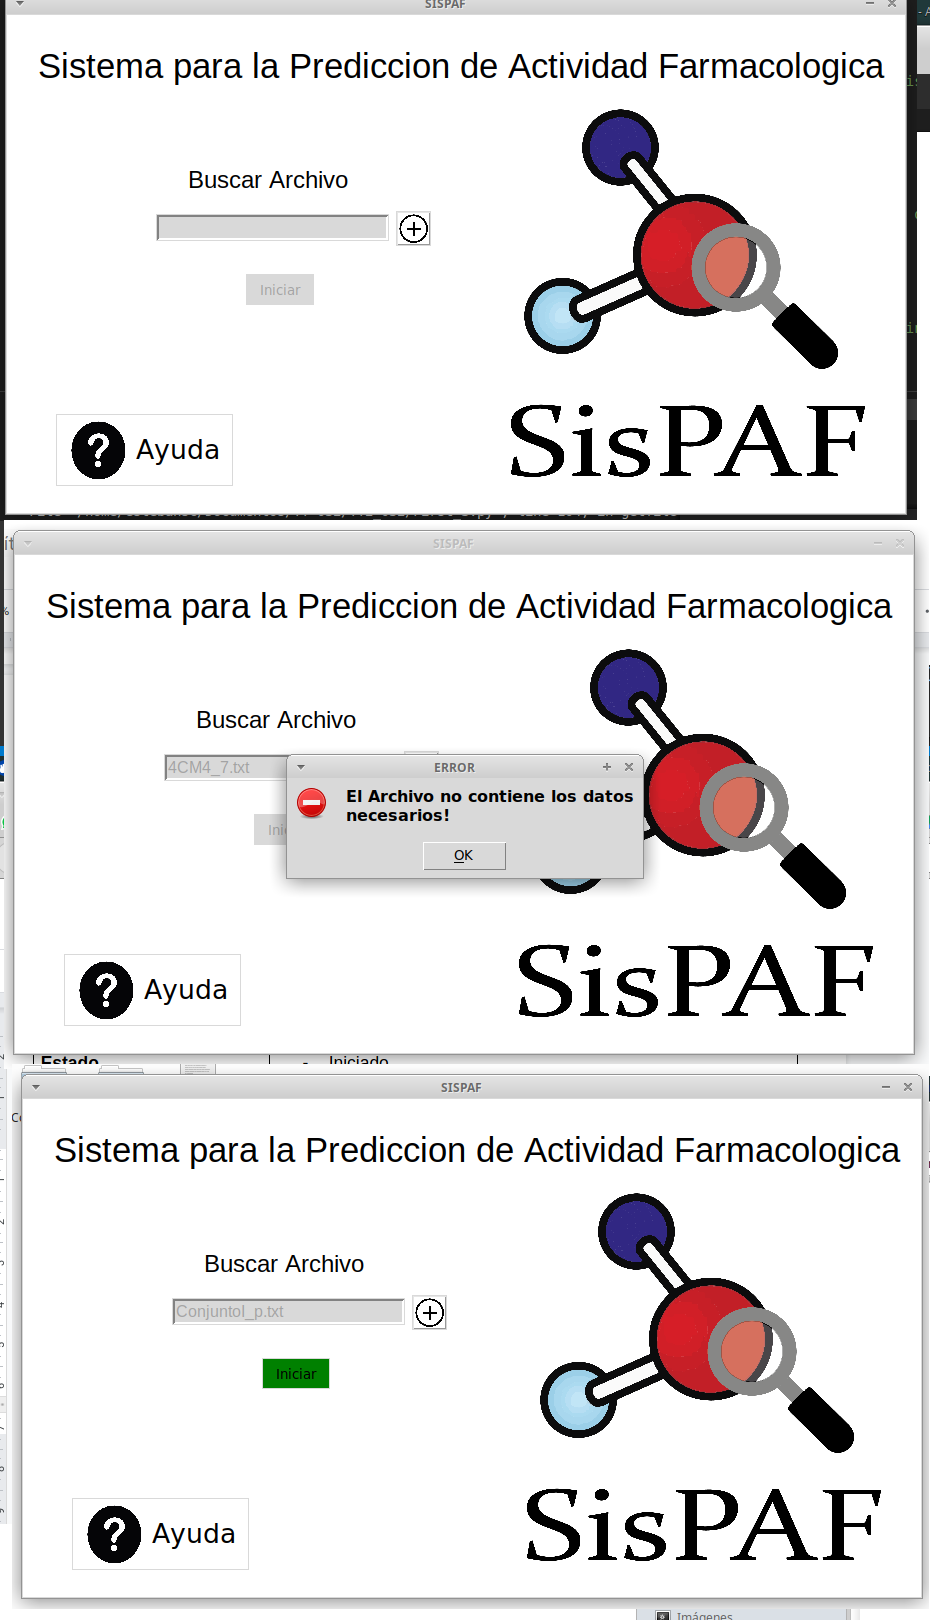 SISPAF
Sistema para la Prediccion de Actividad Farmacologica
Buscar Archivo
Iniciar
Ayuda
SisPAF
SISPAF
Sistema para la Prediccion de Actividad Farmacologica
Buscar Archivo
4CM4_7.txt
ERROR
El Archivo no contiene los datos
necesarios!
OK
Ayuda
SisPAF
Estado
- Iniciado
SISPAF
Sistema para la Prediccion de Actividad Farmacologica
Buscar Archivo
ConjuntoI_p.txt
Iniciar
Ayuda
SisPAF
Imágenes